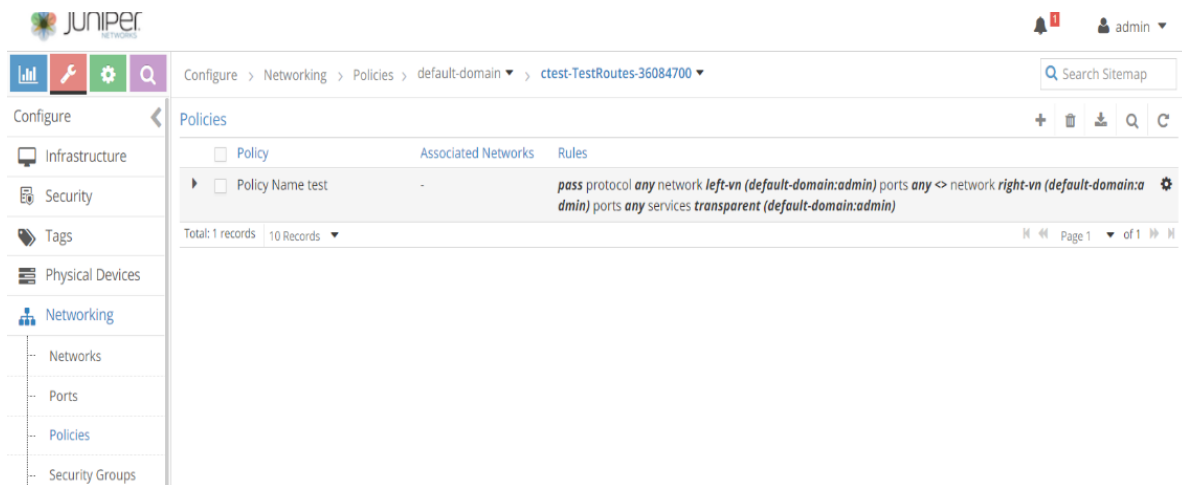 JUNIPER
NETWORKS
1
admin
Configure > Networking > Policies > default-domain > ctest-TestRoutes-36084700
Search Sitemap
Configure
Policies
Infrastructure
Security
Tags
Physical Devices
Networking
Networks
Ports
Policies
Security Groups
Policy Associated Networks Rules
Policy Name test - pass protocol any network left-vn (default-domain:admin) ports any <> network right-vn (default-domain:a
dmin) ports any services transparent (default-domain:admin)
Total: 1 records 10 Records Page 1 of 1